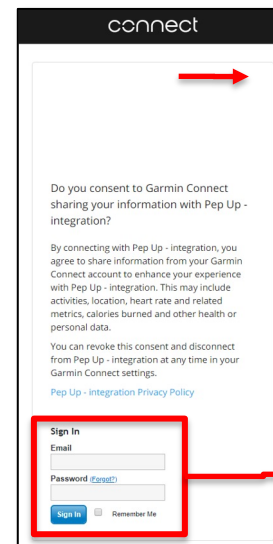 connect
Do you consent to Garmin Connect
sharing your information with Pep Up -
integration?
By connecting with Pep Up - integration, you
agree to share information from your Garmin
Connect account to enhance your experience
with Pep Up - integration. This may include
activities, location, heart rate and related
metrics, calories burned and other health or
personal data.
You can revoke this consent and disconnect
from Pep Up - integration at any time in your
Garmin Connect settings.
Pep Up - integration Privacy Policy
Sign In
Email
Password (Forgot?)
Sign In Remember Me